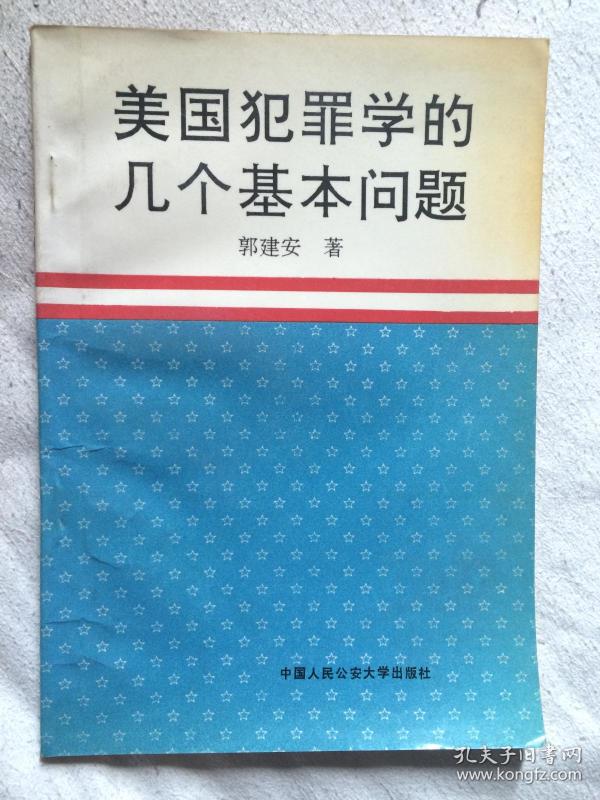 美国犯罪学的
几个基本问题
郭建安 著
中国人民公安大学出版社
孔夫子旧书网
www.kongfz.com